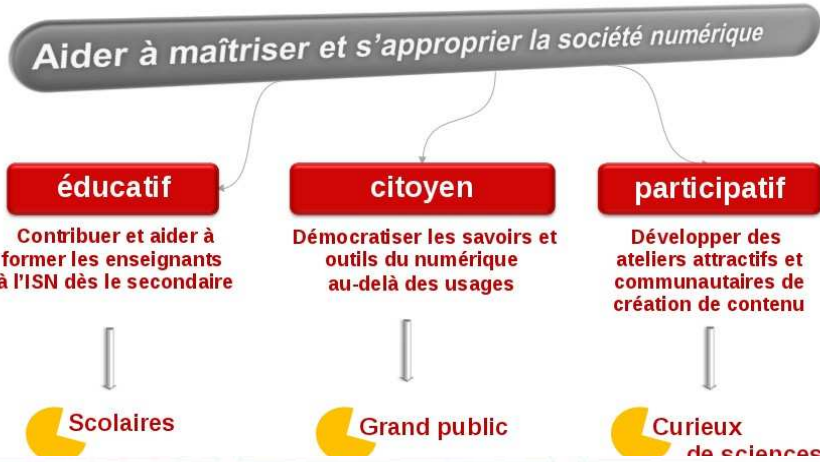 Aider à maîtriser et s’approprier la société numérique
éducatif
Contribuer et aider à
former les enseignants
à l’ISN dès le secondaire
Scolaires
citoyen
Démocratiser les savoirs et
outils du numérique
au-delà des usages
Grand public
participatif
Développer des
ateliers attractifs et
communautaires de
création de contenu
Curieux
de sciences